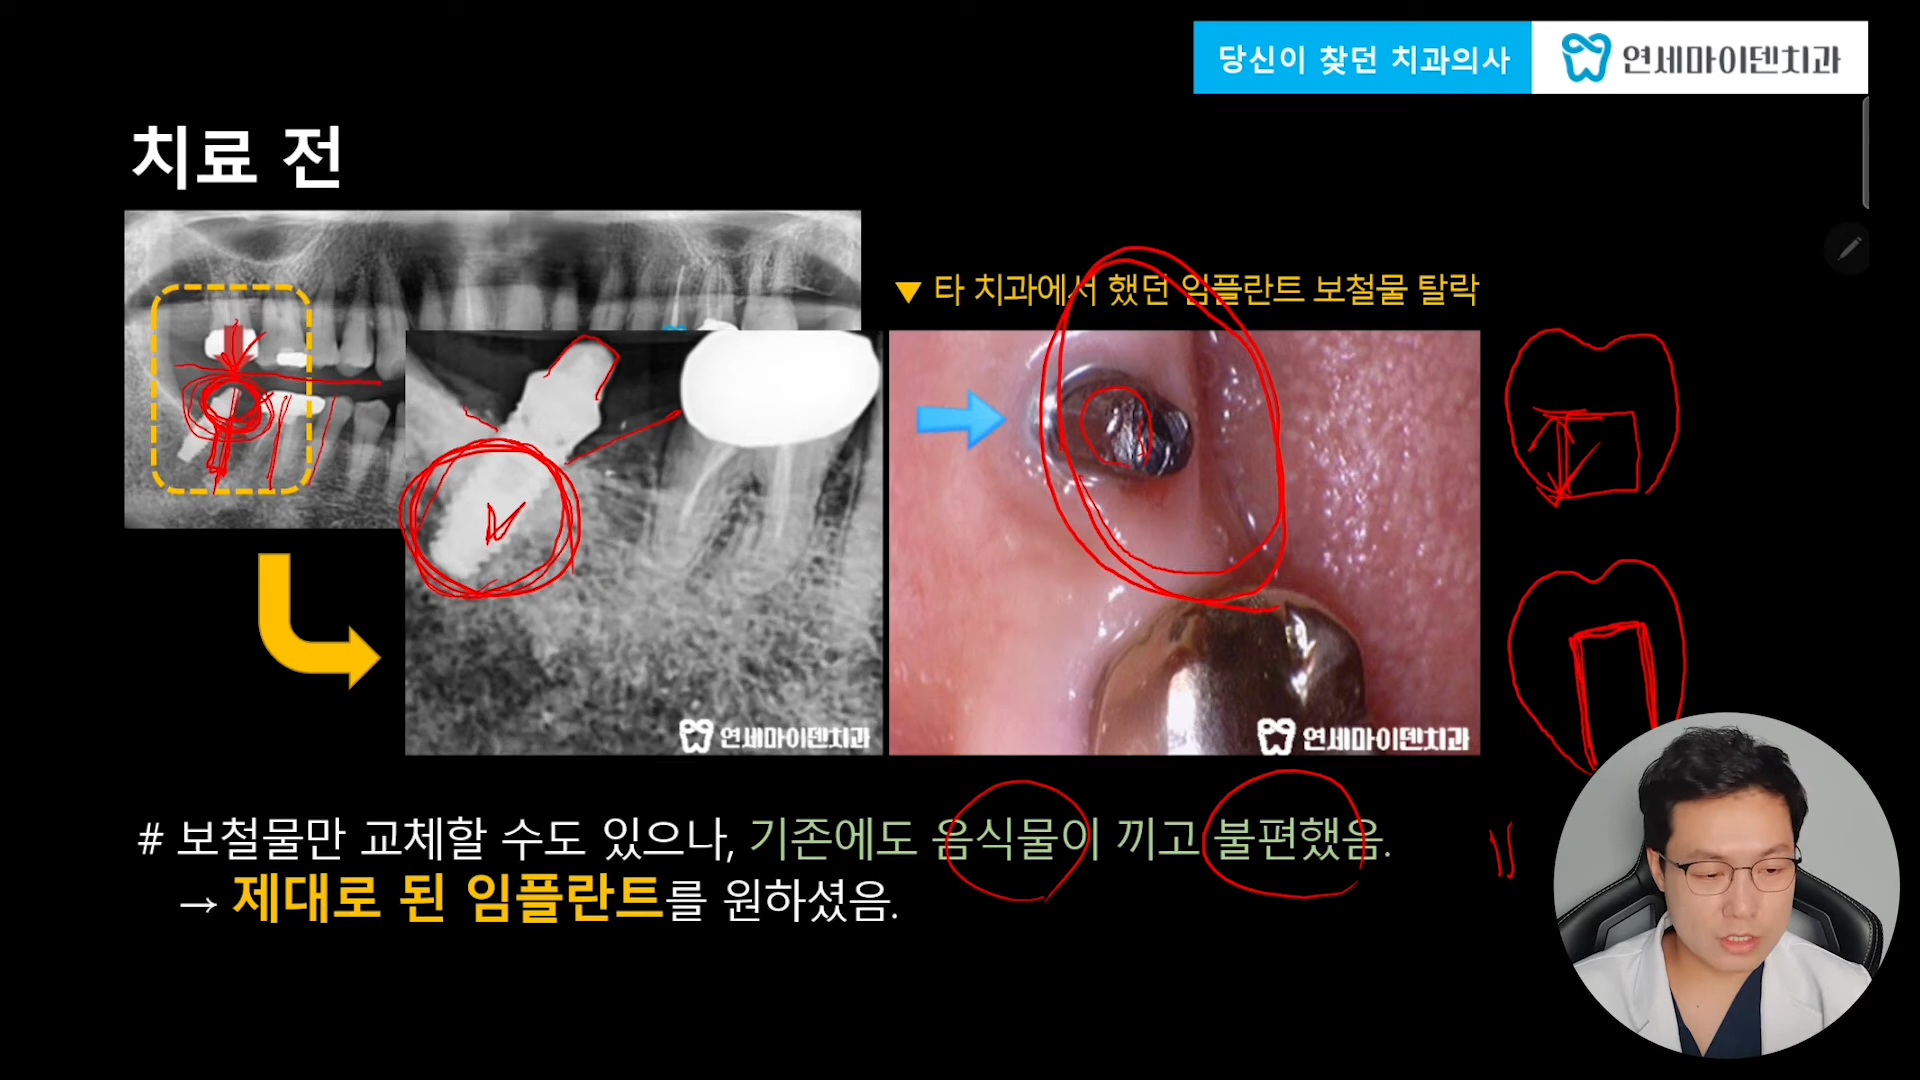 당신이 찾던 치과의사
연세마이덴치과
치료 전
▼ 타 치과에서 했던 임플란트 보철물 탈락
연세마이덴치과
연세마이덴치과
# 보철물만 교체할 수도 있으나, 기존에도 음식물이 끼고 불편했음.
→ 제대로 된 임플란트를 원하셨음.